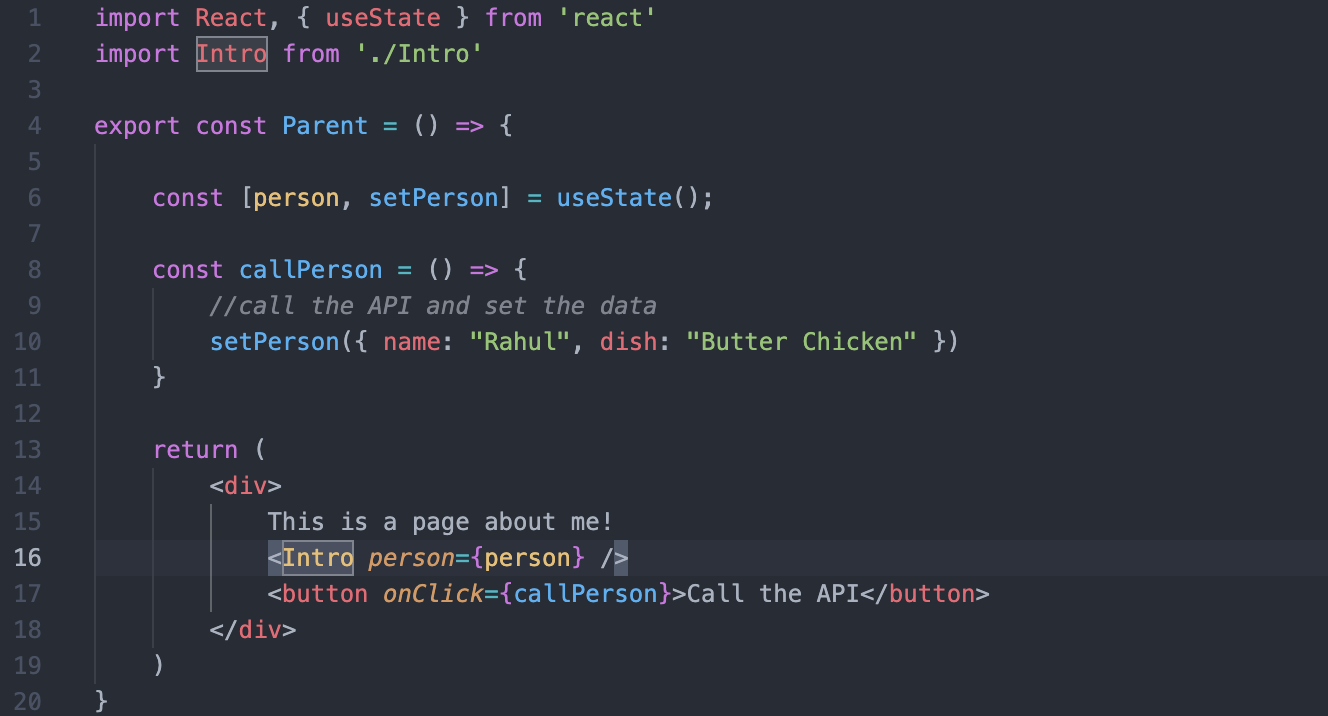 1 import React, { useState } from 'react'
2 import Intro from './Intro'
3
4 export const Parent = () => {
5
6     const [person, setPerson] = useState();
7
8     const callPerson = () => {
9         //call the API and set the data
10         setPerson({ name: "Rahul", dish: "Butter Chicken" })
11     }
12
13     return (
14         <div>
15             This is a page about me!
16             <Intro person={person} />
17             <button onClick={callPerson}>Call the API</button>
18         </div>
19     )
20 }